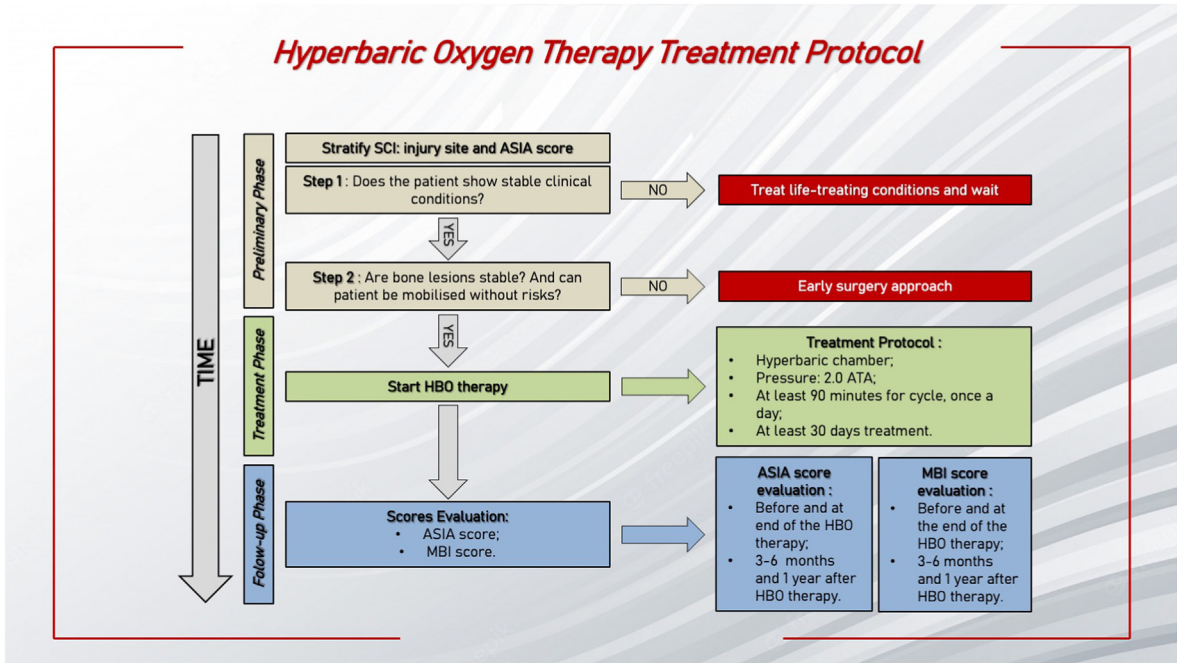 Hyperbaric Oxygen Therapy Treatment Protocol
TIME
Preliminary Phase
Stratify SCI: injury site and ASIA score
Step 1 : Does the patient show stable clinical
conditions?
NO
Treat life-treating conditions and wait
YES
Step 2 : Are bone lesions stable? And can
patient be mobilised without risks?
NO
Early surgery approach
YES
Treatment Phase
Start HBO therapy
Treatment Protocol :
• Hyperbaric chamber;
• Pressure: 2.0 ATA;
• At least 90 minutes for cycle, once a
day;
• At least 30 days treatment.
Folow-up Phase
Scores Evaluation:
• ASIA score;
• MBI score.
ASIA score
evaluation :
• Before and at
end of the HBO
therapy;
• 3-6 months
and 1 year after
HBO therapy.
MBI score
evaluation :
• Before and at
the end of the
HBO therapy;
• 3-6 months
and 1 year after
HBO therapy.